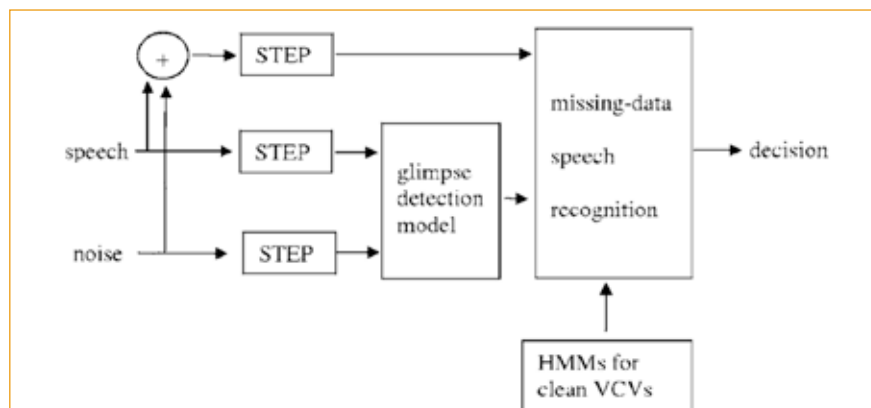 +
STEP
speech
STEP
noise
STEP
glimpse
detection
model
missing-data
speech
recognition
decision
HMMs for
clean VCVs